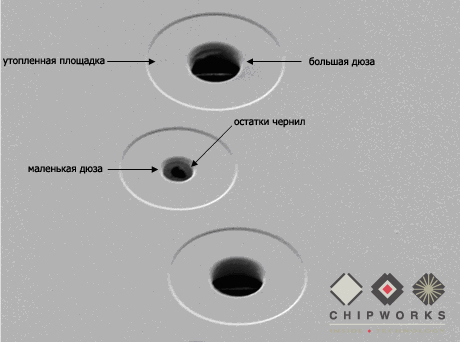 утопленная площадка
большая дюза
остатки чернил
маленькая дюза
CHIPWORKS